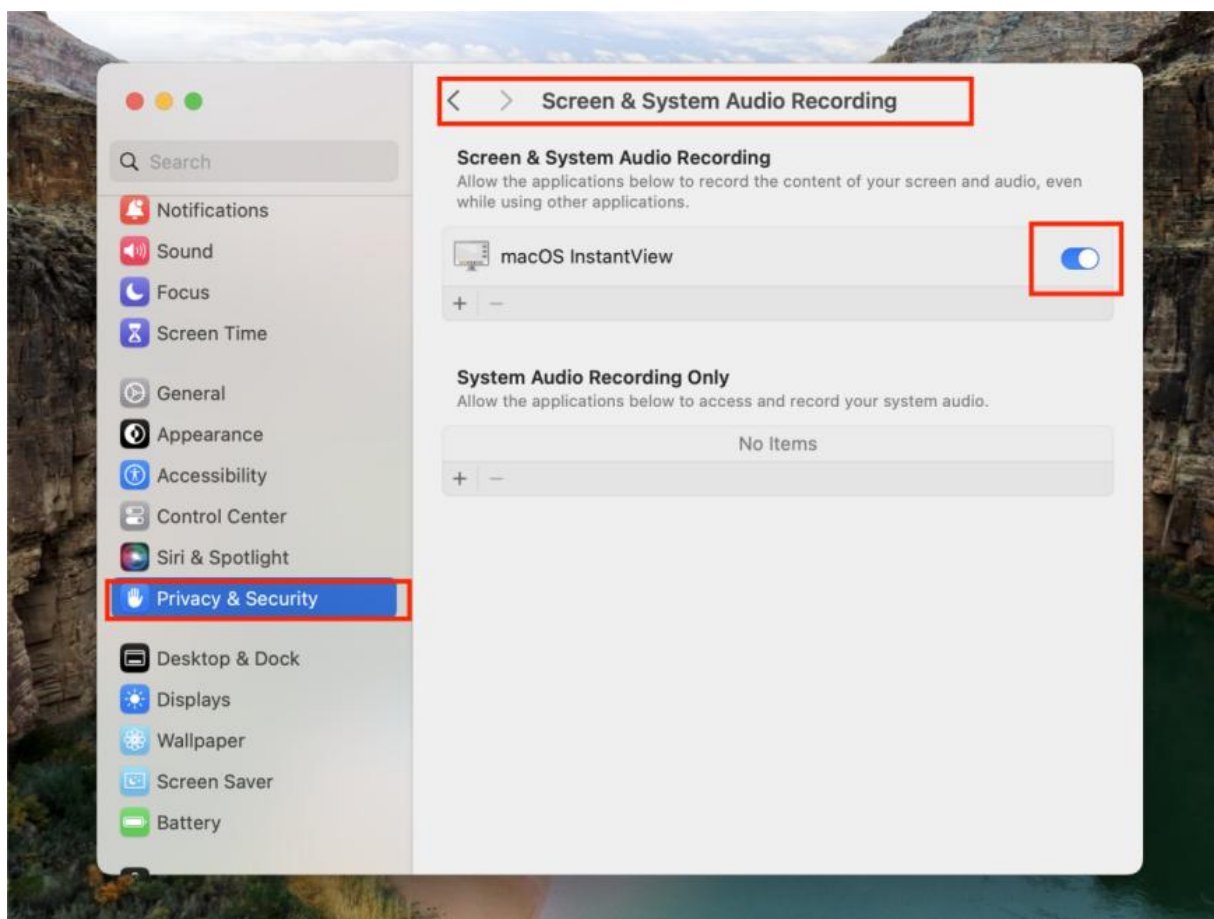 Screen & System Audio Recording
Search
Notifications
Sound
Focus
Screen Time
General
Appearance
Accessibility
Control Center
Siri & Spotlight
Privacy & Security
Desktop & Dock
Displays
Wallpaper
Screen Saver
Battery
Screen & System Audio Recording
Allow the applications below to record the content of your screen and audio, even
while using other applications.
macOS InstantView
System Audio Recording Only
Allow the applications below to access and record your system audio.
No Items